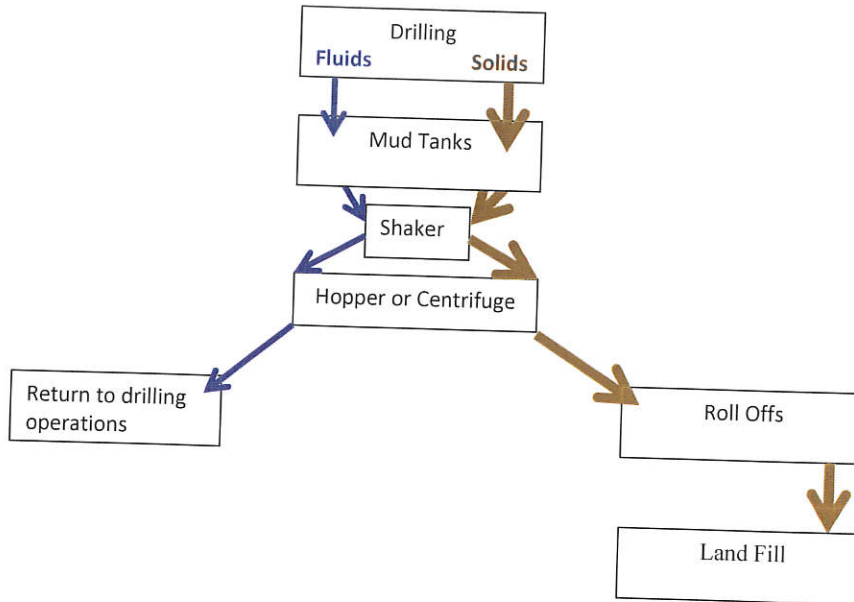 Drilling
Fluids Solids
Mud Tanks
Shaker
Hopper or Centrifuge
Return to drilling
operations
Roll Offs
Land Fill